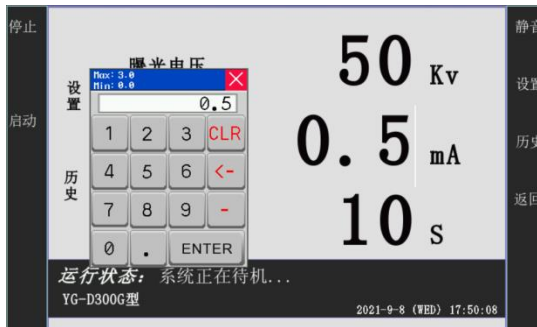 停止
启动
曝光电压
设置
历史
Max: 3.0
Min: 0.0
0.5
1 2 3 CLR
4 5 6 <-
7 8 9 -
0 . ENTER
50 Kv
0.5 mA
10 S
静音
设置
历史
返回
运行状态：系统正在待机...
YG-D300G型
2021-9-8 (WED) 17:50:08